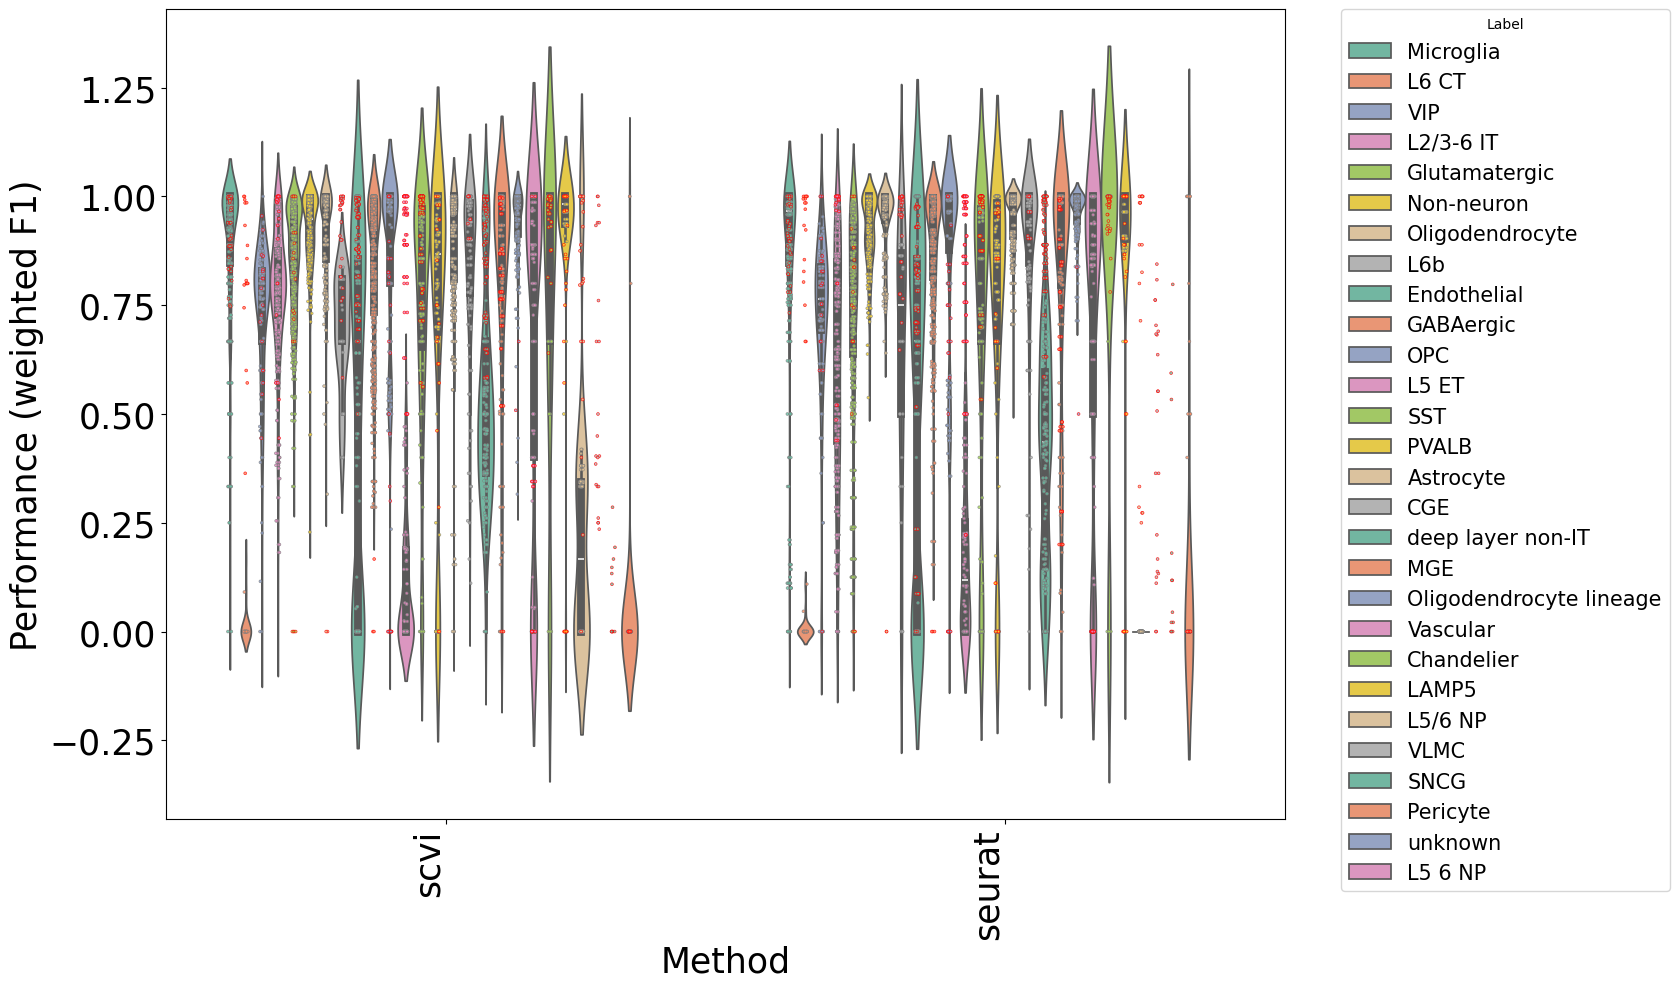 Performance (weighted F1)
1.25
1.00
0.75
0.50
0.25
0.00
−0.25
scvi
seurat
Method
Label
Microglia
L6 CT
VIP
L2/3-6 IT
Glutamatergic
Non-neuron
Oligodendrocyte
L6b
Endothelial
GABAergic
OPC
L5 ET
SST
PVALB
Astrocyte
CGE
deep layer non-IT
MGE
Oligodendrocyte lineage
Vascular
Chandelier
LAMP5
L5/6 NP
VLMC
SNCG
Pericyte
unknown
L5 6 NP